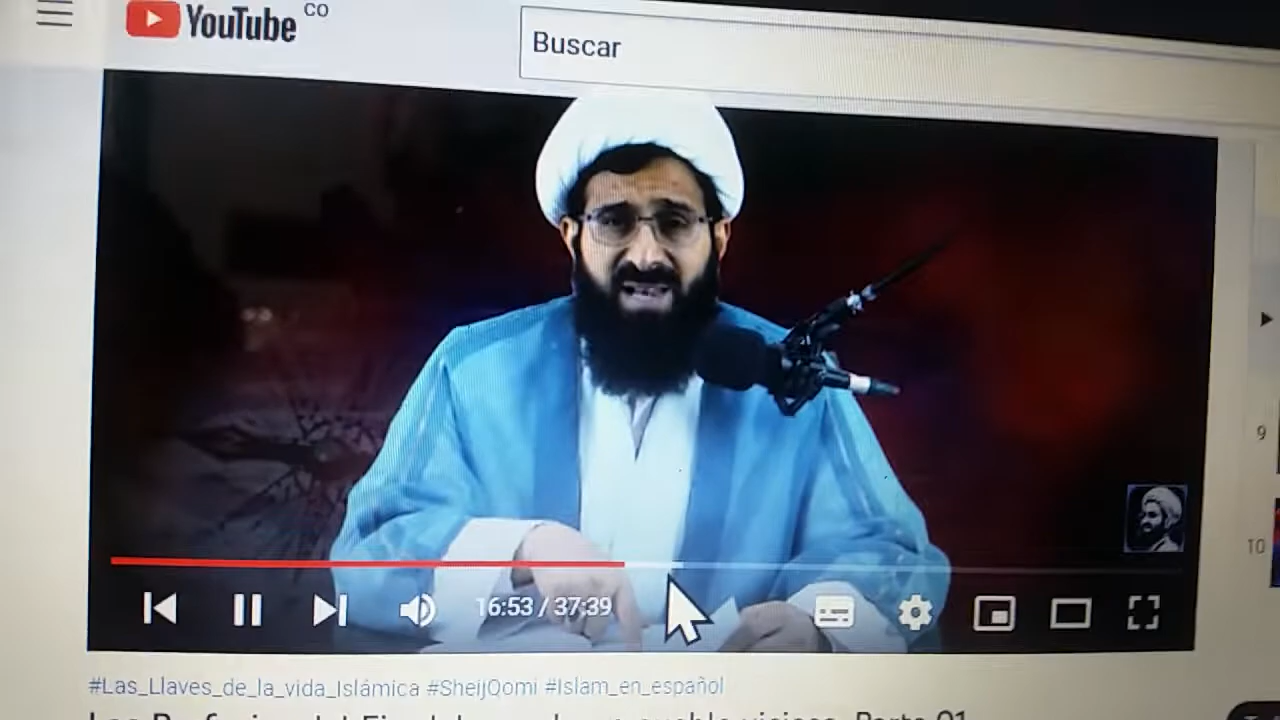 YouTube CO
Buscar
9
10
16:53 / 37:39
#Las_Llaves_de_la_vida_Islámica #SheijQomi #Islam_en_español